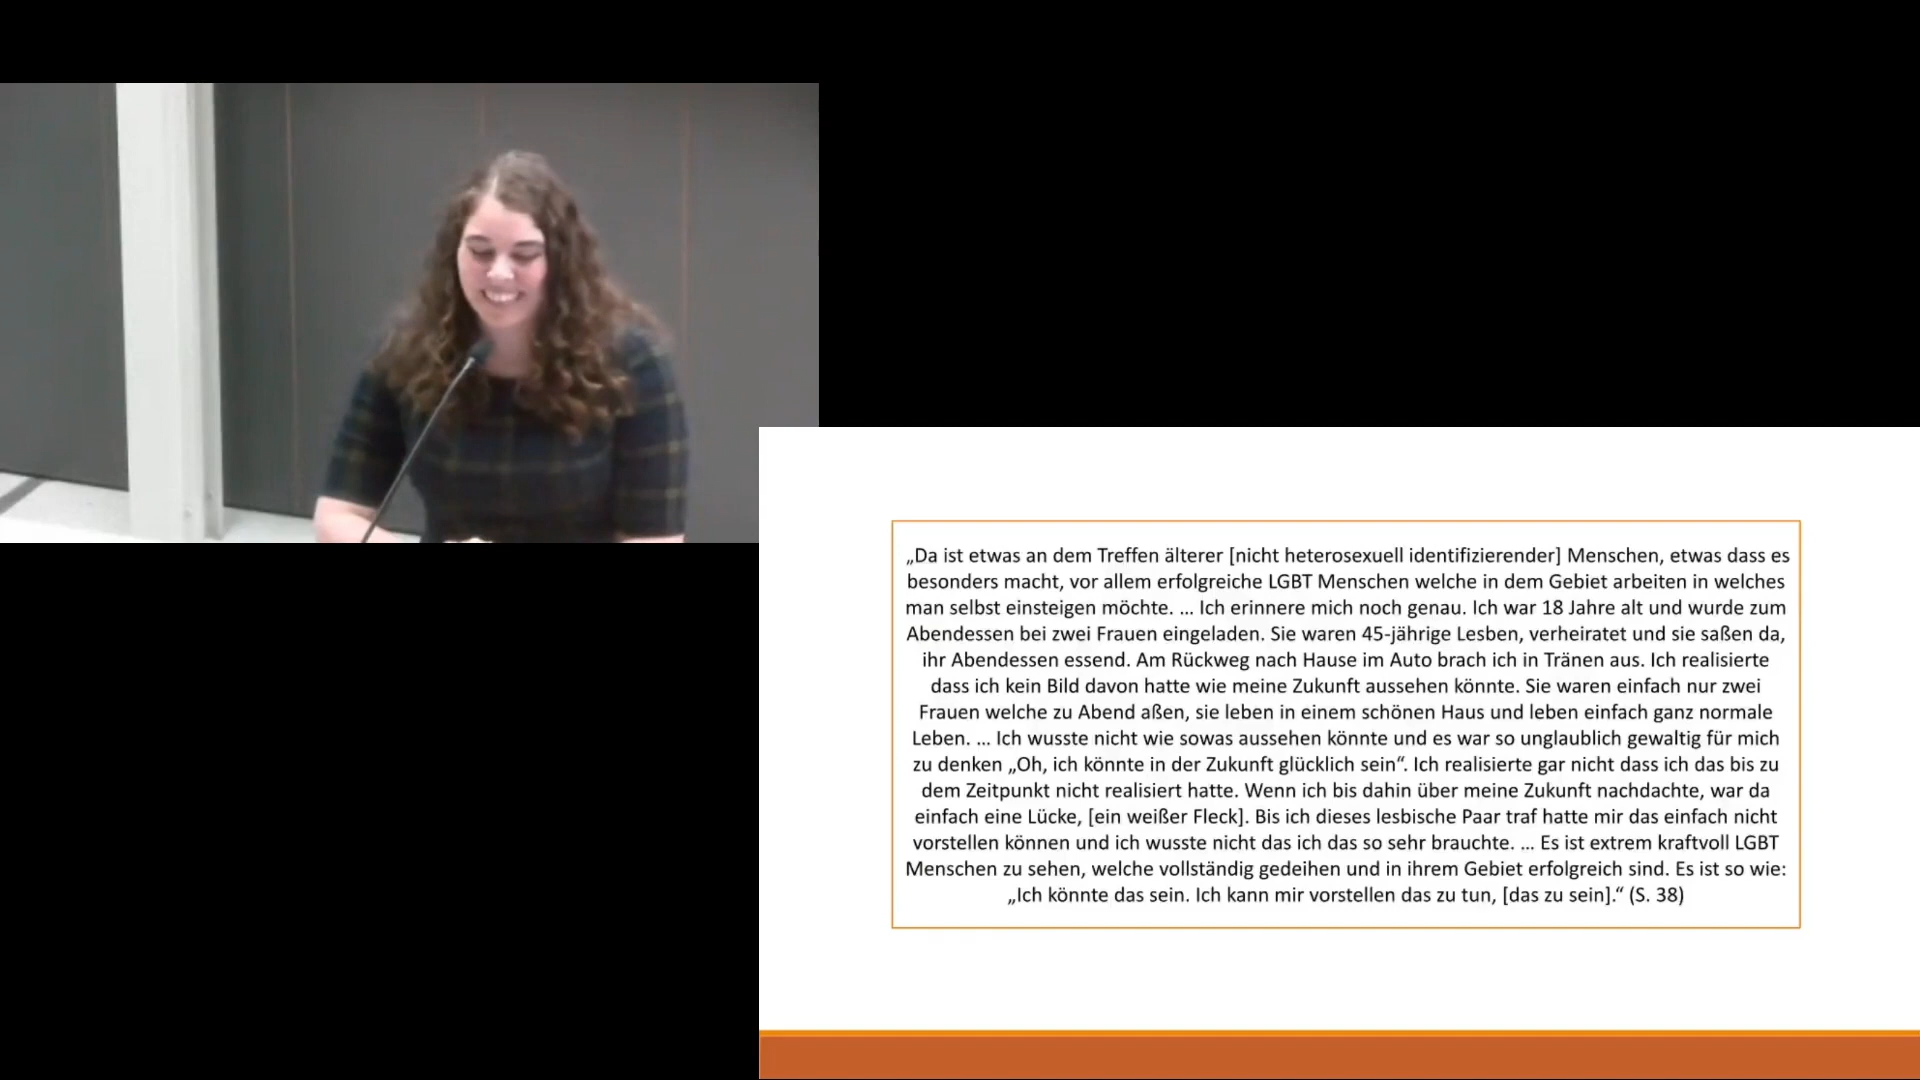 „Da ist etwas an dem Treffen älterer [nicht heterosexuell identifizierender] Menschen, etwas dass es
besonders macht, vor allem erfolgreiche LGBT Menschen welche in dem Gebiet arbeiten in welches
man selbst einsteigen möchte. … Ich erinnere mich noch genau. Ich war 18 Jahre alt und wurde zum
Abendessen bei zwei Frauen eingeladen. Sie waren 45-jährige Lesben, verheiratet und sie saßen da,
ihr Abendessen essend. Am Rückweg nach Hause im Auto brach ich in Tränen aus. Ich realisierte
dass ich kein Bild davon hatte wie meine Zukunft aussehen könnte. Sie waren einfach nur zwei
Frauen welche zu Abend aßen, sie leben in einem schönen Haus und leben einfach ganz normale
Leben. … Ich wusste nicht wie sowas aussehen könnte und es war so unglaublich gewaltig für mich
zu denken „Oh, ich könnte in der Zukunft glücklich sein“. Ich realisierte gar nicht dass ich das bis zu
dem Zeitpunkt nicht realisiert hatte. Wenn ich bis dahin über meine Zukunft nachdachte, war da
einfach eine Lücke, [ein weißer Fleck]. Bis ich dieses lesbische Paar traf hatte mir das einfach nicht
vorstellen können und ich wusste nicht das ich das so sehr brauchte. … Es ist extrem kraftvoll LGBT
Menschen zu sehen, welche vollständig gedeihen und in ihrem Gebiet erfolgreich sind. Es ist so wie:
„Ich könnte das sein. Ich kann mir vorstellen das zu tun, [das zu sein].“ (S. 38)